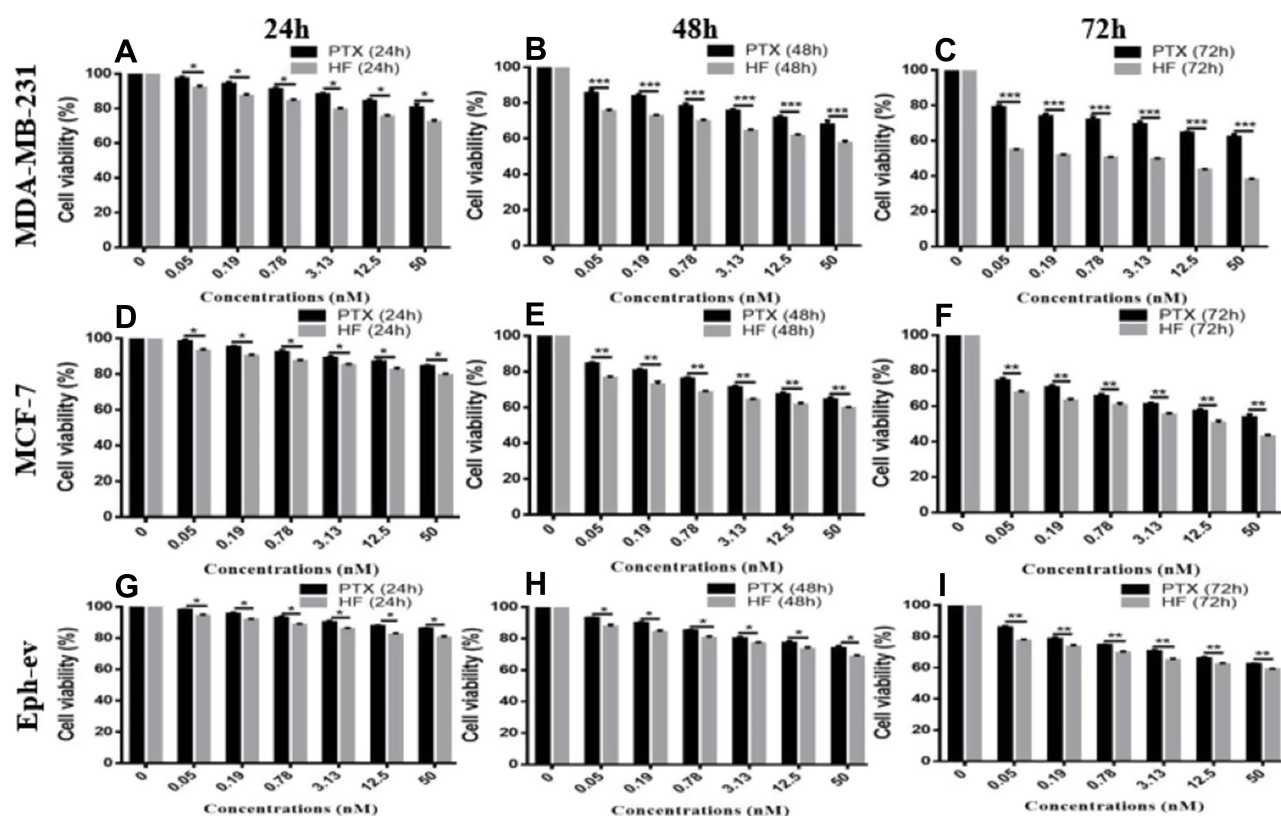 24h
48h
72h
MDA-MB-231
MCF-7
Eph-ev
A
PTX (24h)
HF (24h)
Cell viability (%)
100
80
60
40
20
0
* * * * * *
0 0.05 0.19 0.78 3.13 12.5 50
Concentrations (nM)
B
PTX (48h)
HF (48h)
Cell viability (%)
100
80
60
40
20
0
*** *** *** *** *** ***
0 0.05 0.19 0.78 3.13 12.5 50
Concentrations (nM)
C
PTX (72h)
HF (72h)
Cell viability (%)
100
80
60
40
20
0
*** *** *** *** *** ***
0 0.05 0.19 0.78 3.13 12.5 50
Concentrations (nM)
D
PTX (24h)
HF (24h)
Cell viability (%)
100
80
60
40
20
0
* * * * * *
0 0.05 0.19 0.78 3.13 12.5 50
Concentrations (nM)
E
PTX (48h)
HF (48h)
Cell viability (%)
100
80
60
40
20
0
** ** ** ** ** **
0 0.05 0.19 0.78 3.13 12.5 50
Concentrations (nM)
F
PTX (72h)
HF (72h)
Cell viability (%)
100
80
60
40
20
0
** ** ** ** ** **
0 0.05 0.19 0.78 3.13 12.5 50
Concentrations (nM)
G
PTX (24h)
HF (24h)
Cell viability (%)
100
80
60
40
20
0
* * * * * *
0 0.05 0.19 0.78 3.13 12.5 50
Concentrations (nM)
H
PTX (48h)
HF (48h)
Cell viability (%)
100
80
60
40
20
0
* * * * * *
0 0.05 0.19 0.78 3.13 12.5 50
Concentrations (nM)
I
PTX (72h)
HF (72h)
Cell viability (%)
100
80
60
40
20
0
** ** ** ** ** **
0 0.05 0.19 0.78 3.13 12.5 50
Concentrations (nM)